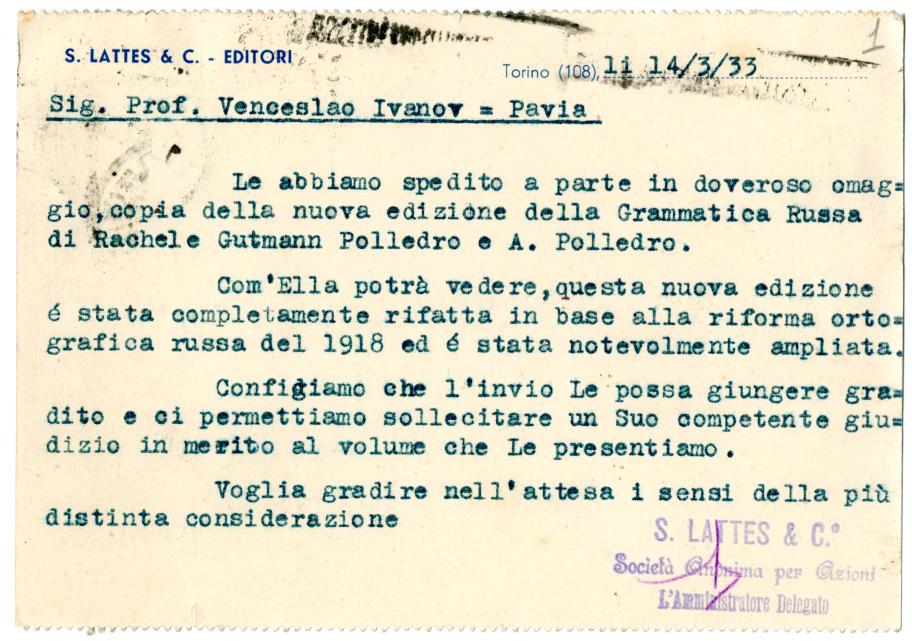 1
S. LATTES & C. - EDITORI
Torino (108), li 14/3/33
Sig. Prof. Venceslao Ivanov = Pavia
Le abbiamo spedito a parte in doveroso omag=
gio,copia della nuova edizione della Grammatica Russa
di Rachele Gutmann Polledro e A. Polledro.
Com'Ella potrà vedere,questa nuova edizione
é stata completamente rifatta in base alla riforma orto=
grafica russa del 1918 ed é stata notevolmente ampliata.
Configiamo che l'invio Le possa giungere gra=
dito e ci permettiamo sollecitare un Suo competente giu=
dizio in merito al volume che Le presentiamo.
Voglia gradire nell'attesa i sensi della più
distinta considerazione
S. LATTES & C.°
Società Anonima per Azioni
L'Amministratore Delegato